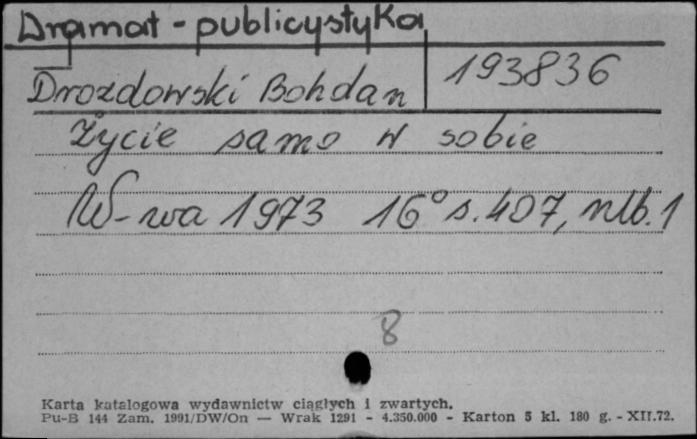 Dramat - publicystyka
Drozdowski Bohdan 193836
Życie samo w sobie
W-wa 1973 16° s. 407, nlb. 1
8
Karta katalogowa wydawnictw ciągłych i zwartych.
Pu-B 144 Zam. 1991/DW/On — Wrak 1291 - 4.350.000 - Karton 5 kl. 180 g. - XII.72.